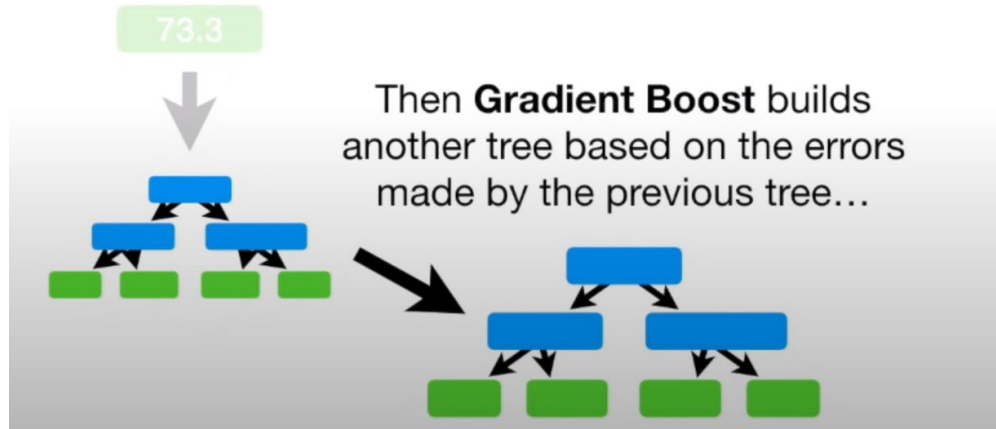 73.3
Then Gradient Boost builds
another tree based on the errors
made by the previous tree…